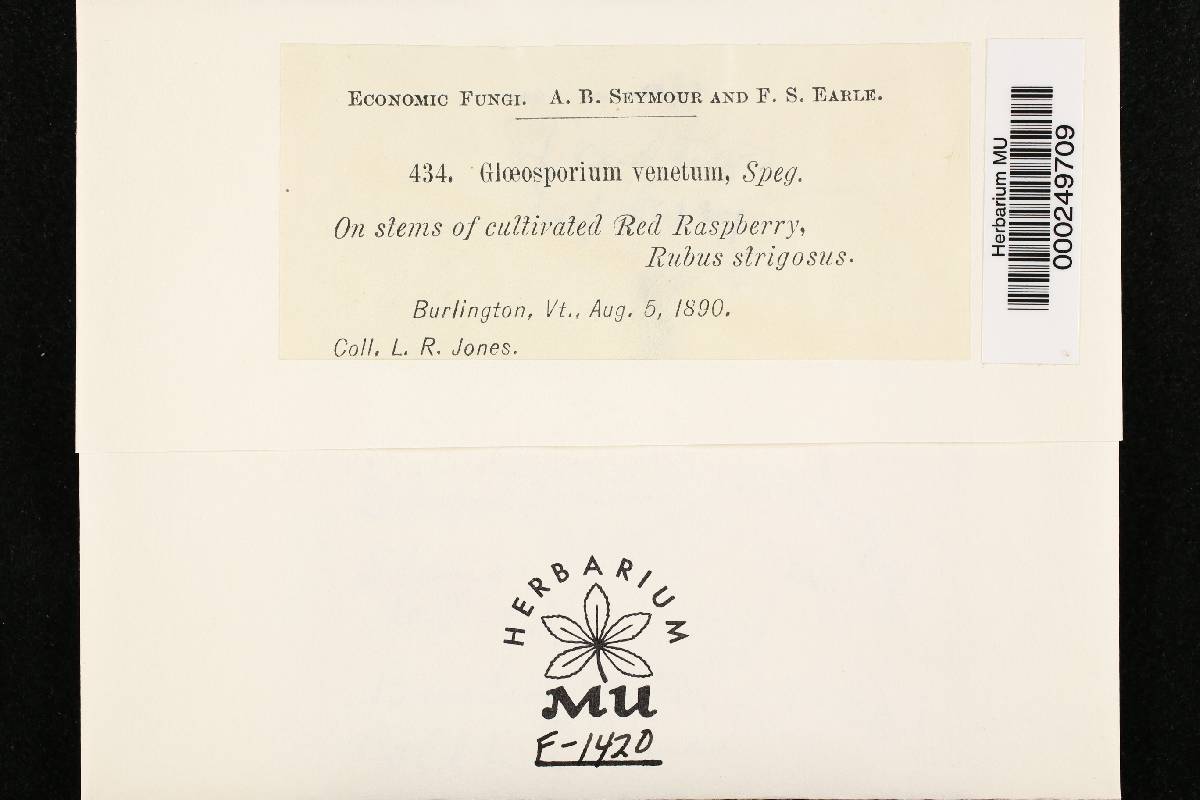 ECONOMIC FUNGI. A. B. SEYMOUR AND F. S. EARLE.
434. Glœosporium venetum, Speg.
On stems of cultivated Red Raspberry,
Rubus strigosus.
Burlington, Vt., Aug. 5, 1890.
Coll. L. R. Jones.
Herbarium MU
000249709
HERBARIUM
MU
F-1420